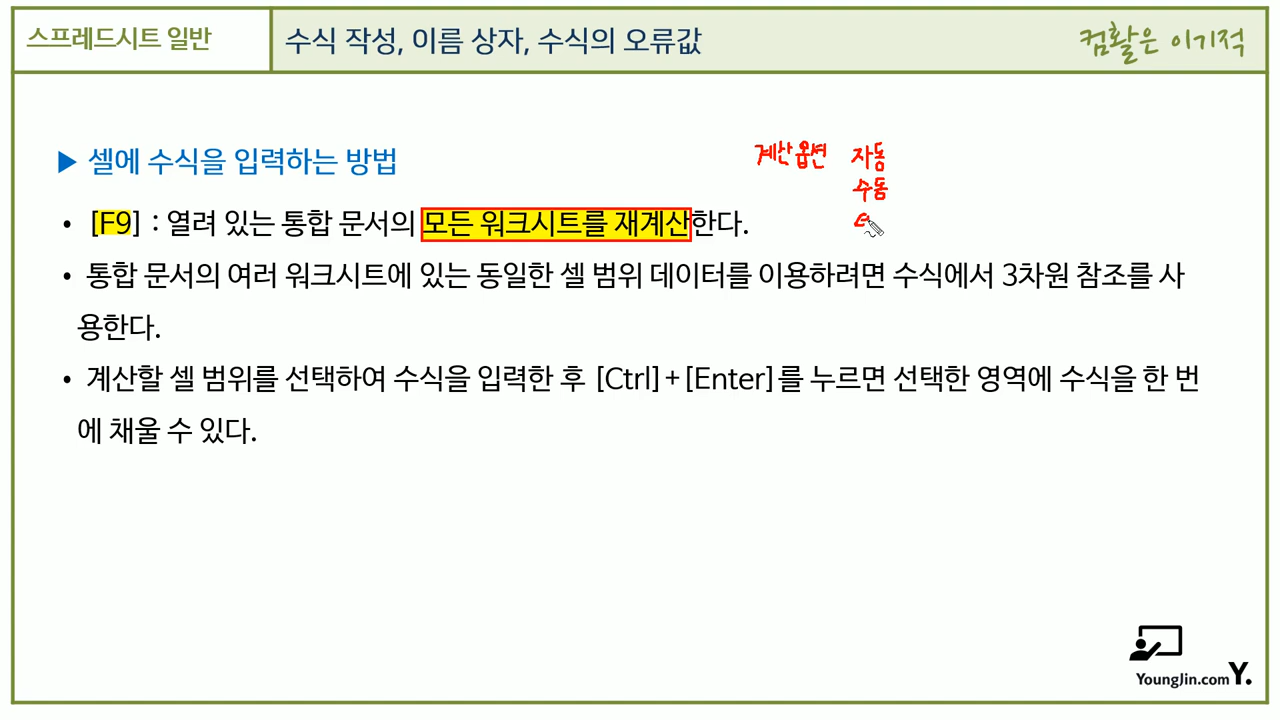 스프레드시트 일반
수식 작성, 이름 상자, 수식의 오류값
컴활은 이기적
▶ 셀에 수식을 입력하는 방법
계산 옵션 자동
수동
• [F9] : 열려 있는 통합 문서의 모든 워크시트를 재계산한다.
• 통합 문서의 여러 워크시트에 있는 동일한 셀 범위 데이터를 이용하려면 수식에서 3차원 참조를 사
용한다.
• 계산할 셀 범위를 선택하여 수식을 입력한 후 [Ctrl]+[Enter]를 누르면 선택한 영역에 수식을 한 번
에 채울 수 있다.
YoungJin.com Y.